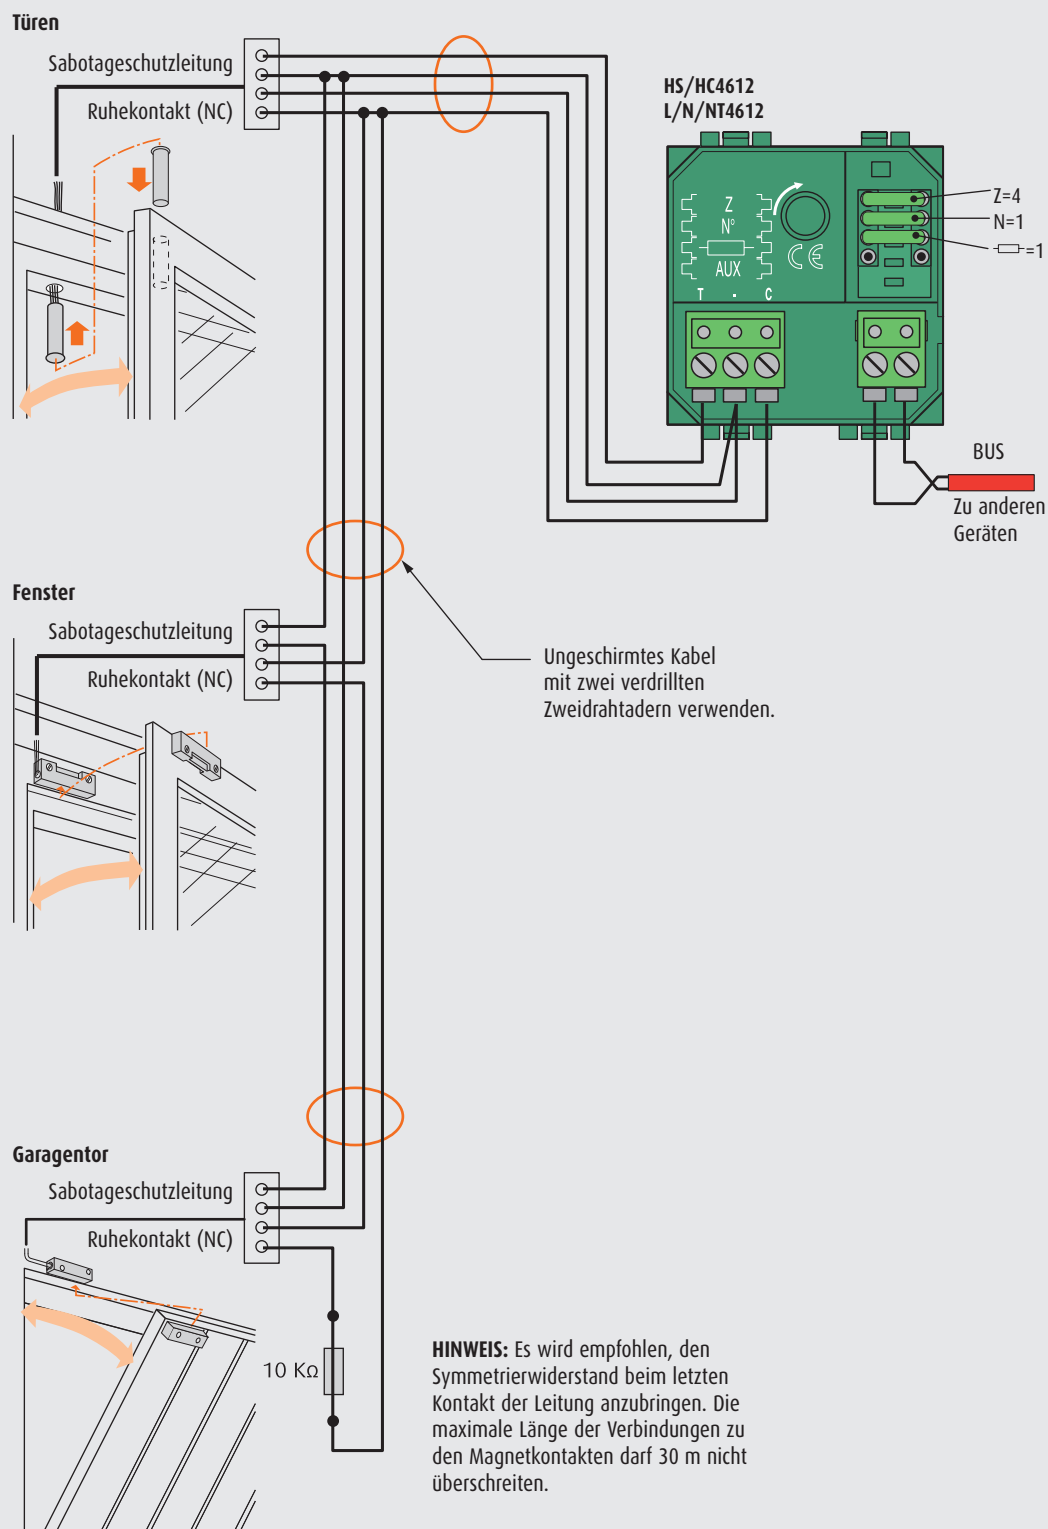 Türen
Sabotageschutzleitung
Ruhekontakt (NC)
HS/HC4612
L/N/NT4612
Z
N°
AUX
CE
T - C
Z=4
N=1
=1
BUS
Zu anderen
Geräten
Fenster
Sabotageschutzleitung
Ruhekontakt (NC)
Ungeschirmtes Kabel
mit zwei verdrillten
Zweidrahtadern verwenden.
Garagentor
Sabotageschutzleitung
Ruhekontakt (NC)
10 KΩ
HINWEIS: Es wird empfohlen, den
Symmetrierwiderstand beim letzten
Kontakt der Leitung anzubringen. Die
maximale Länge der Verbindungen zu
den Magnetkontakten darf 30 m nicht
überschreiten.